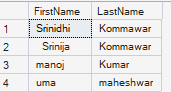 FirstName LastName
1 Srinidhi Kommawar
2 Srinija Kommawar
3 manoj Kumar
4 uma maheshwar